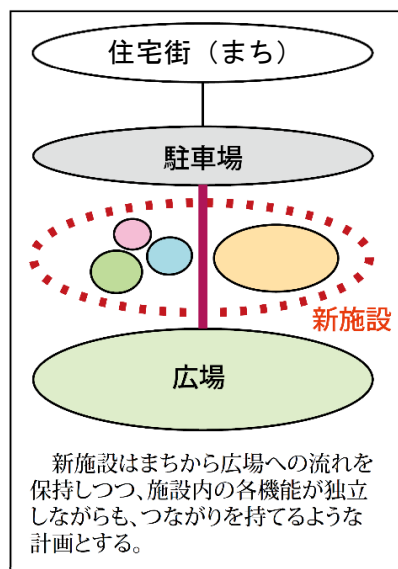 住宅街（まち）
駐車場
新施設
広場
　新施設はまちから広場への流れを
保持しつつ、施設内の各機能が独立
しながらも、つながりを持てるような
計画とする。